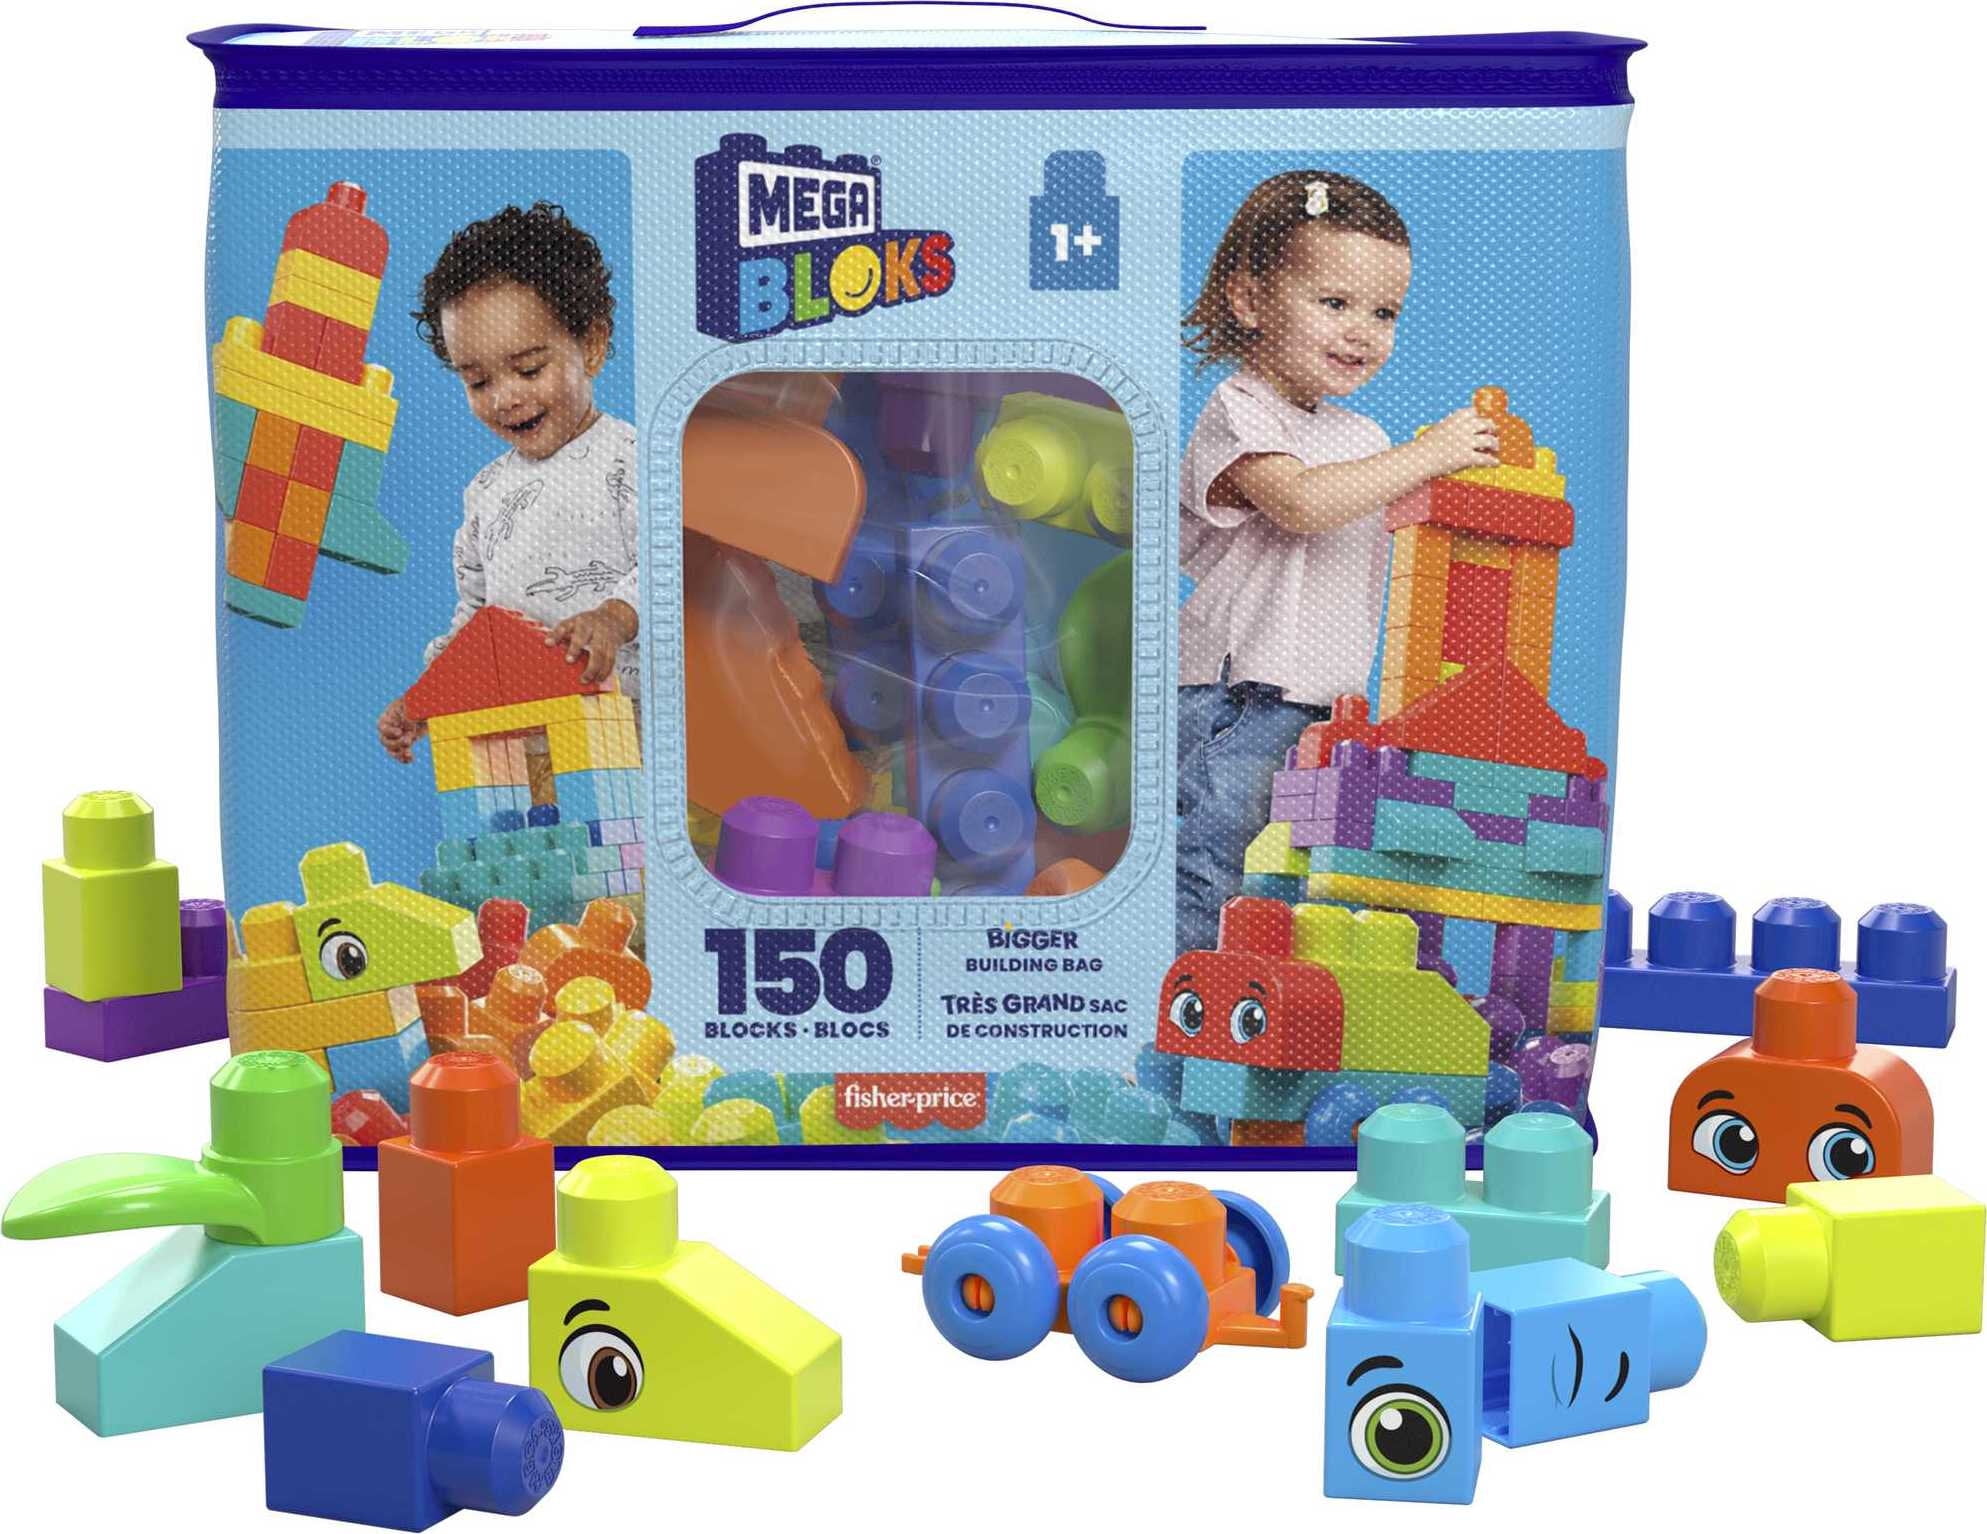 MEGA
BLOKS
®
1+
150
BLOCKS · BLOCS
BIGGER
BUILDING BAG
TRÈS GRAND SAC
DE CONSTRUCTION
fisher-price